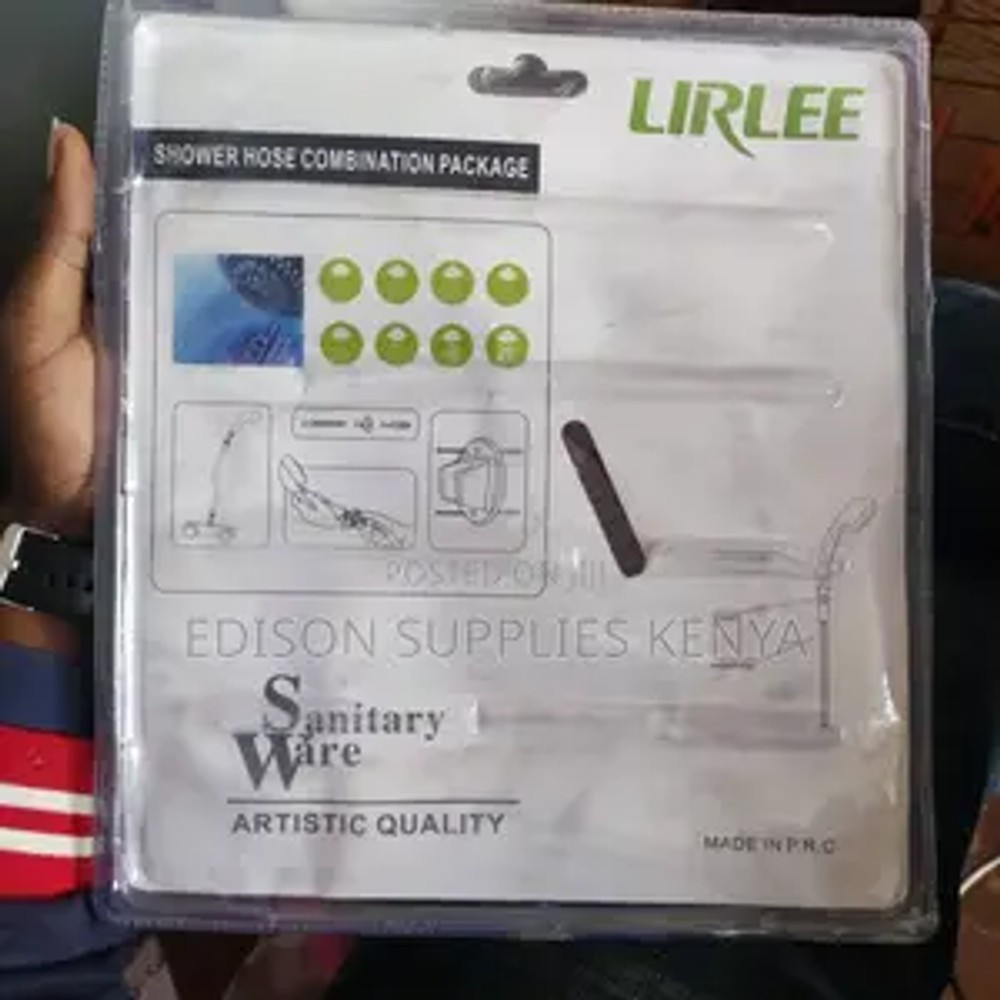 LIRLEE
SHOWER HOSE COMBINATION PACKAGE
POSTED ON JIJI
EDISON SUPPLIES KENYA
Sanitary
Ware
ARTISTIC QUALITY
MADE IN P.R.C